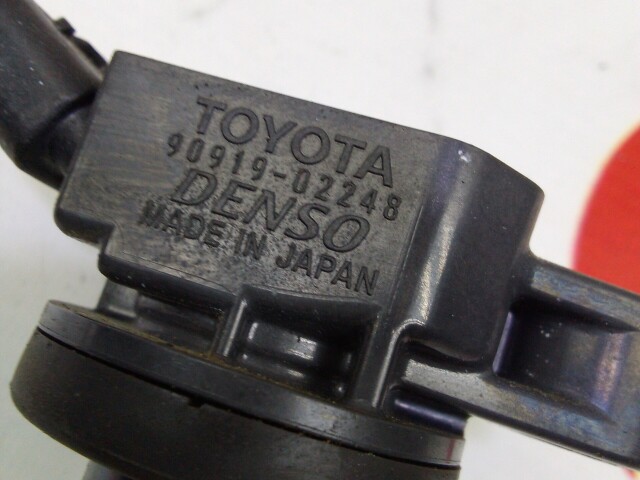 TOYOTA
90919-02248
DENSO
MADE IN JAPAN